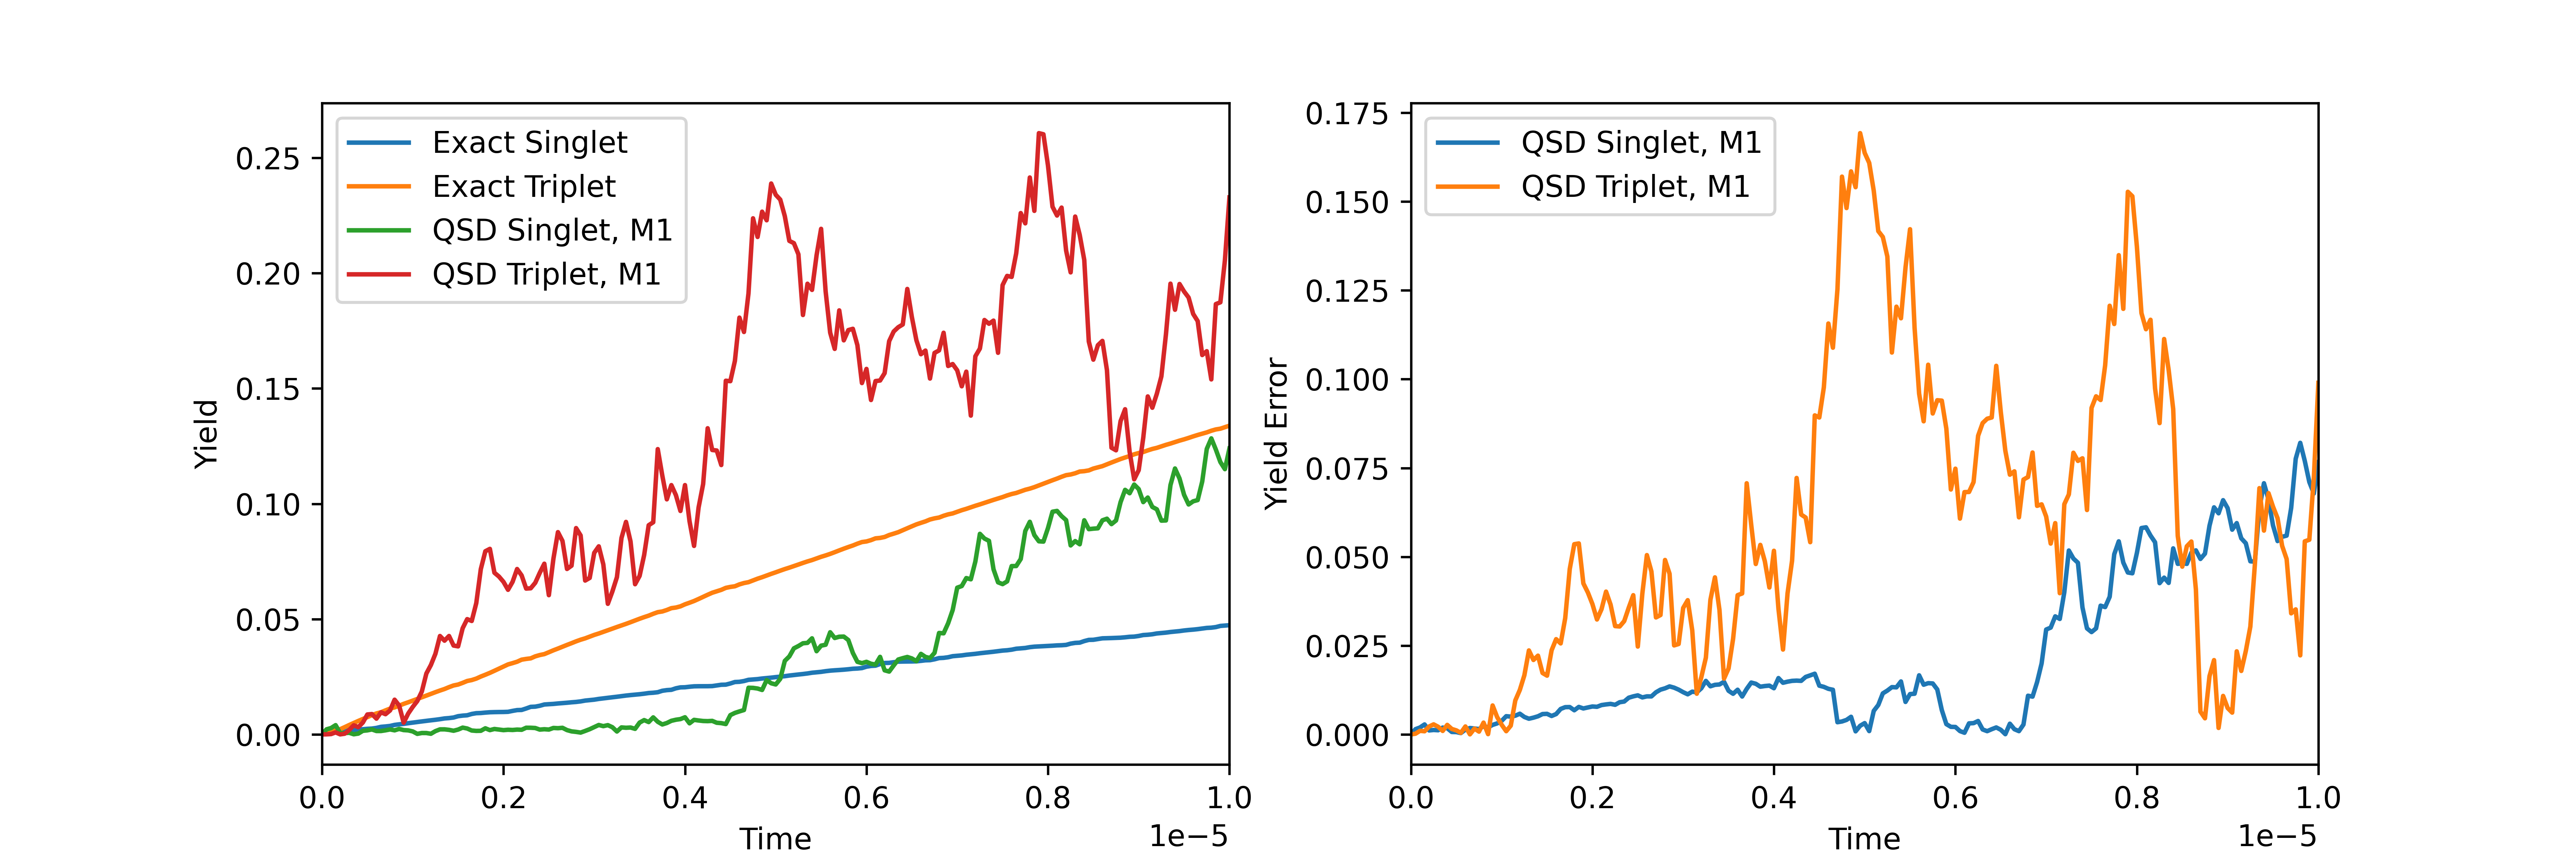 Exact Singlet
Exact Triplet
QSD Singlet, M1
QSD Triplet, M1
0.25
0.20
0.15
0.10
0.05
0.00
Yield
0.0 0.2 0.4 0.6 0.8 1.0
Time
1e−5
QSD Singlet, M1
QSD Triplet, M1
0.175
0.150
0.125
0.100
0.075
0.050
0.025
0.000
Yield Error
0.0 0.2 0.4 0.6 0.8 1.0
Time
1e−5